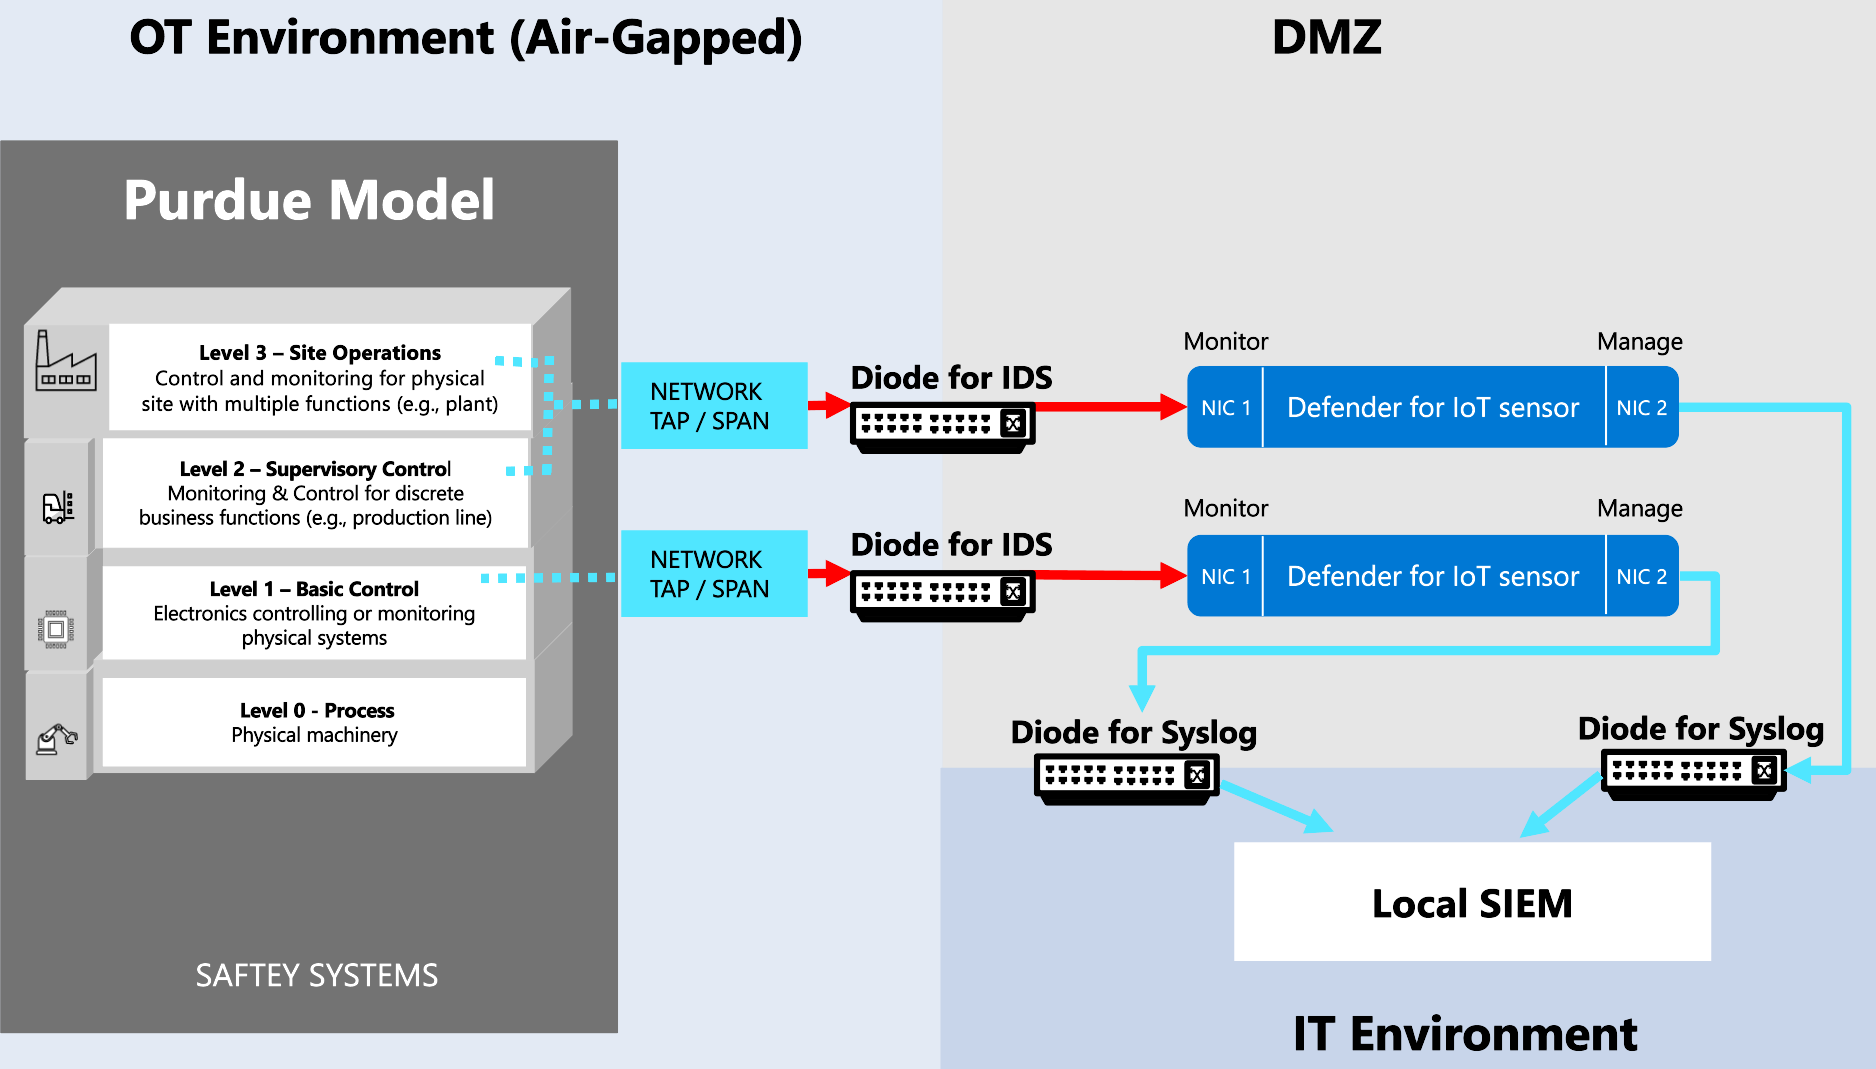 OT Environment (Air-Gapped)
DMZ
Purdue Model
Level 3 – Site Operations
Control and monitoring for physical
site with multiple functions (e.g., plant)
Level 2 – Supervisory Control
Monitoring & Control for discrete
business functions (e.g., production line)
Level 1 – Basic Control
Electronics controlling or monitoring
physical systems
Level 0 - Process
Physical machinery
SAFTEY SYSTEMS
NETWORK
TAP / SPAN
Diode for IDS
Monitor
Manage
NIC 1
Defender for IoT sensor
NIC 2
NETWORK
TAP / SPAN
Diode for IDS
Monitor
Manage
NIC 1
Defender for IoT sensor
NIC 2
Diode for Syslog
Diode for Syslog
Local SIEM
IT Environment